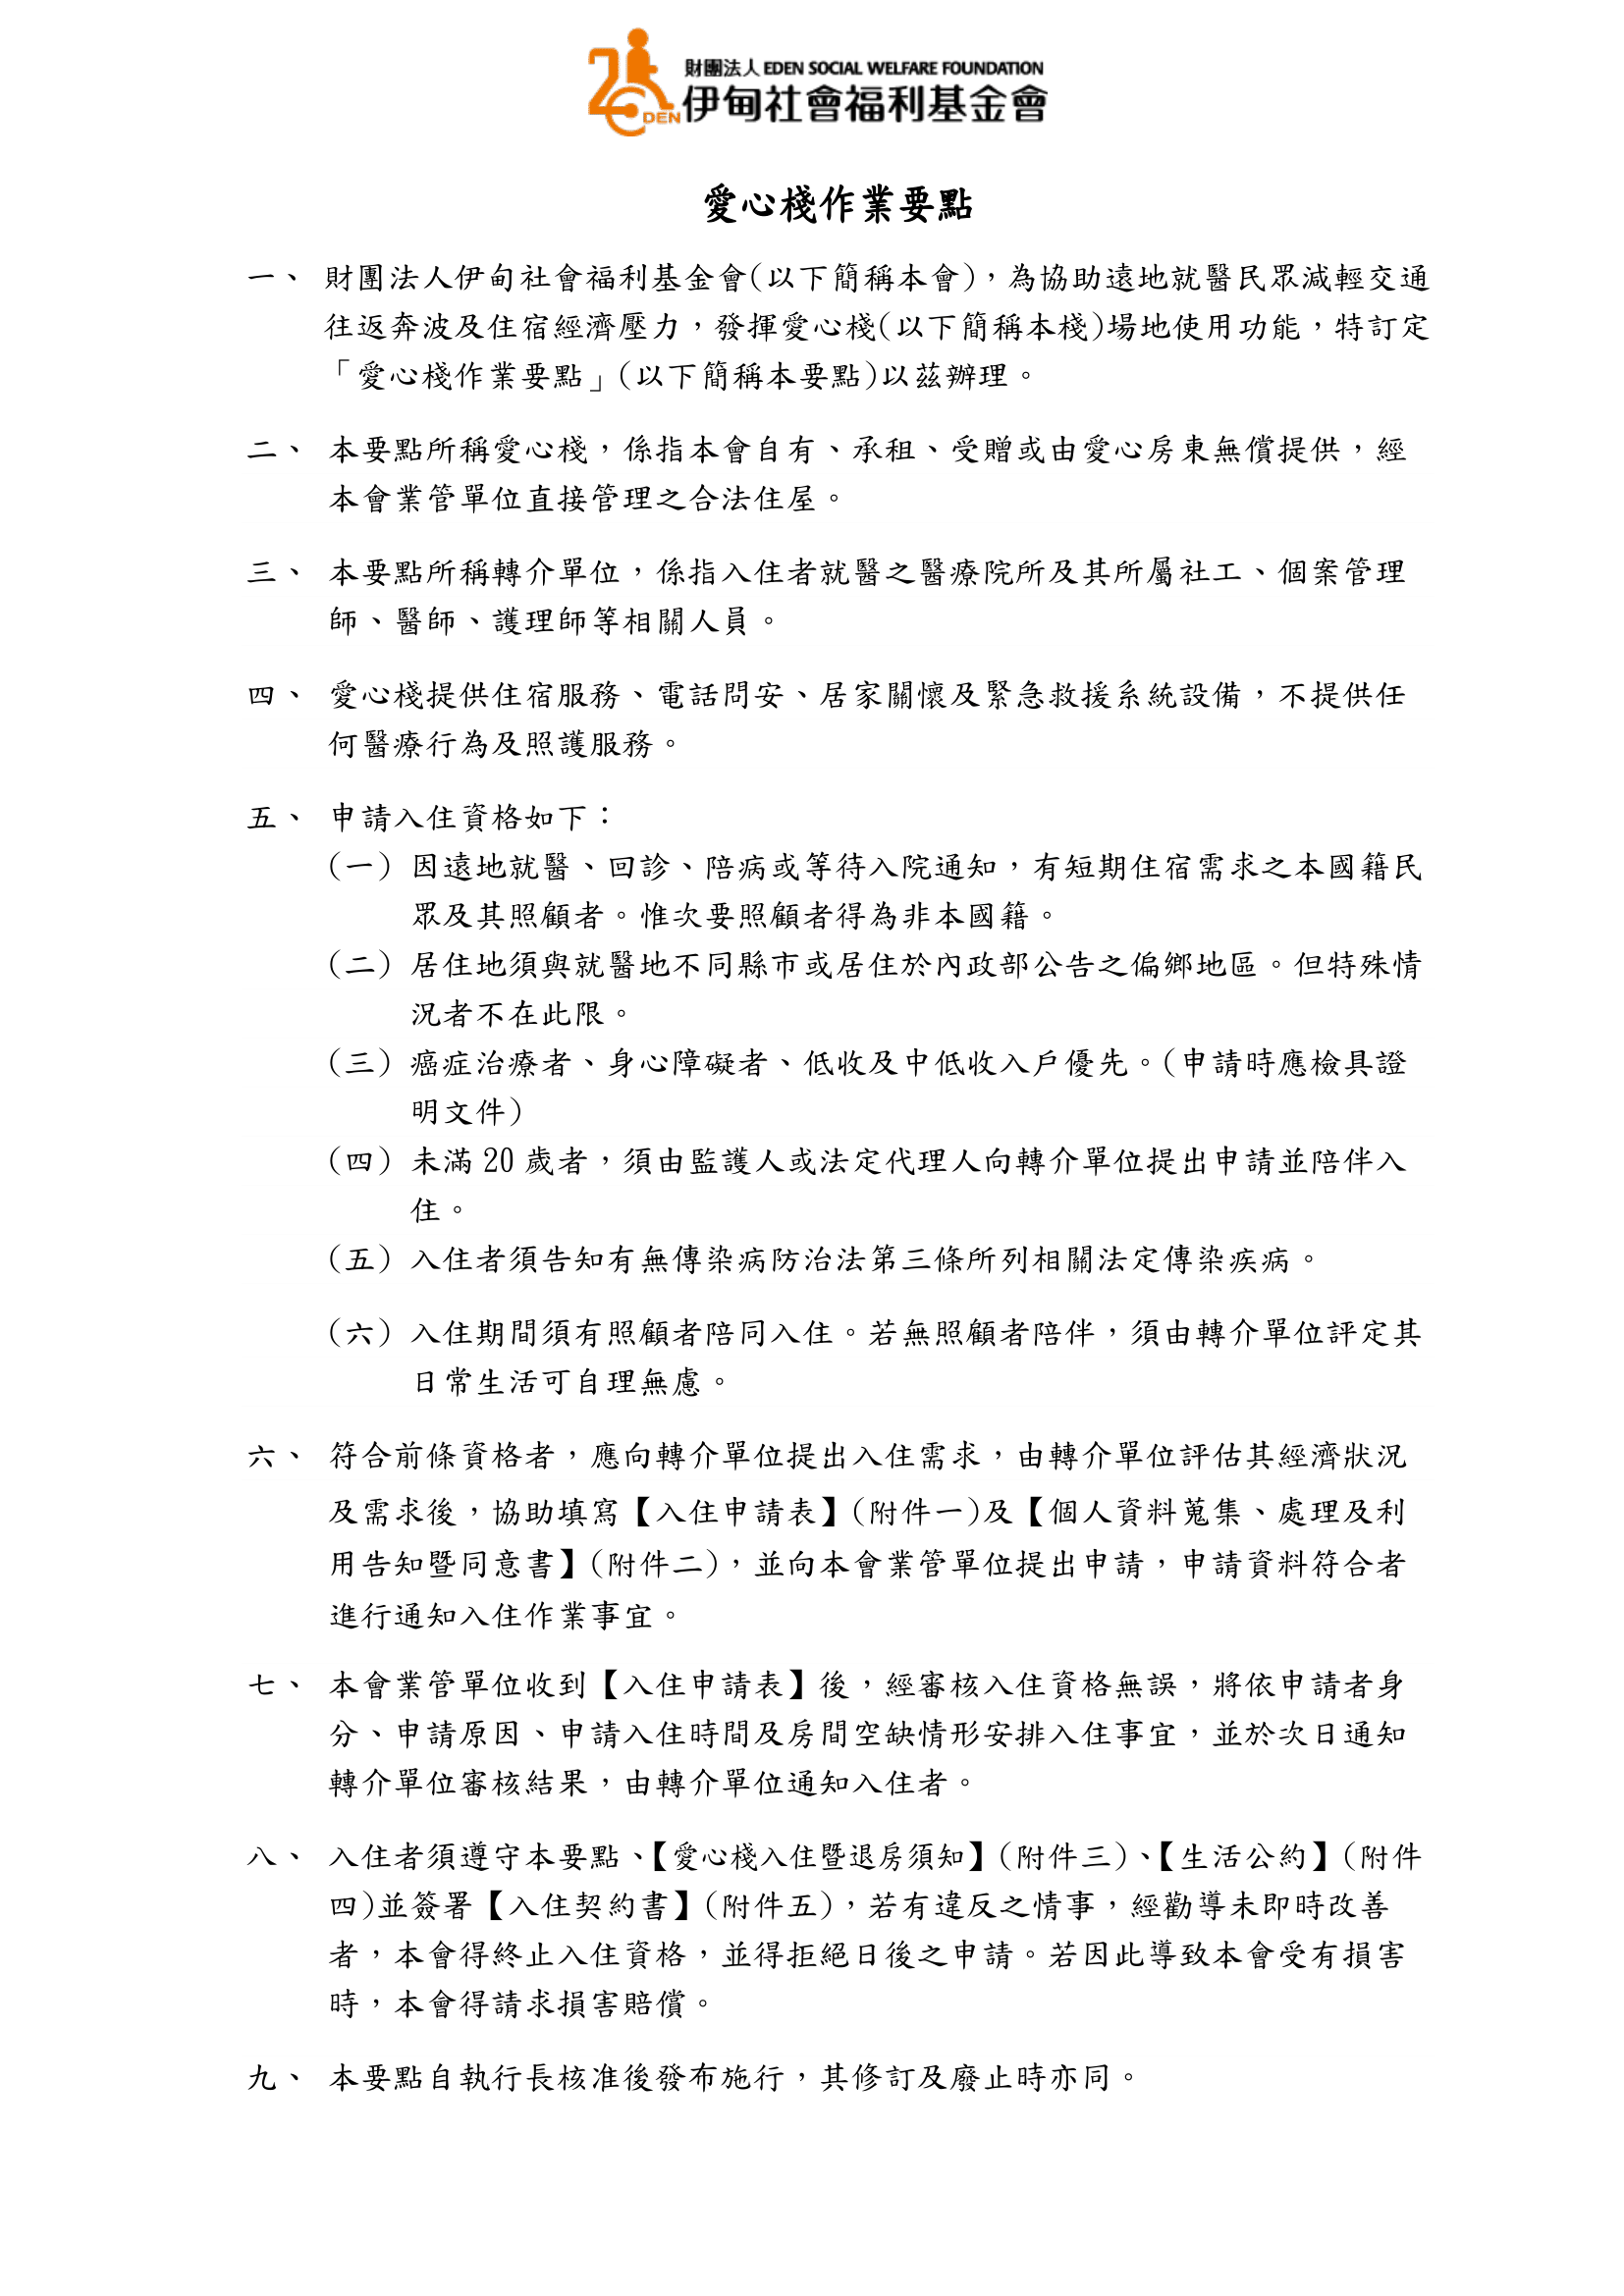 財團法人 EDEN SOCIAL WELFARE FOUNDATION
DEN 伊甸社會福利基金會
愛心棧作業要點
一、 財團法人伊甸社會福利基金會(以下簡稱本會)，為協助遠地就醫民眾減輕交通
往返奔波及住宿經濟壓力，發揮愛心棧(以下簡稱本棧)場地使用功能，特訂定
「愛心棧作業要點」(以下簡稱本要點)以茲辦理。
二、 本要點所稱愛心棧，係指本會自有、承租、受贈或由愛心房東無償提供，經
本會業管單位直接管理之合法住屋。
三、 本要點所稱轉介單位，係指入住者就醫之醫療院所及其所屬社工、個案管理
師、醫師、護理師等相關人員。
四、 愛心棧提供住宿服務、電話問安、居家關懷及緊急救援系統設備，不提供任
何醫療行為及照護服務。
五、 申請入住資格如下：
(一) 因遠地就醫、回診、陪病或等待入院通知，有短期住宿需求之本國籍民
眾及其照顧者。惟次要照顧者得為非本國籍。
(二) 居住地須與就醫地不同縣市或居住於內政部公告之偏鄉地區。但特殊情
況者不在此限。
(三) 癌症治療者、身心障礙者、低收及中低收入戶優先。(申請時應檢具證
明文件)
(四) 未滿 20 歲者，須由監護人或法定代理人向轉介單位提出申請並陪伴入
住。
(五) 入住者須告知有無傳染病防治法第三條所列相關法定傳染疾病。
(六) 入住期間須有照顧者陪同入住。若無照顧者陪伴，須由轉介單位評定其
日常生活可自理無慮。
六、 符合前條資格者，應向轉介單位提出入住需求，由轉介單位評估其經濟狀況
及需求後，協助填寫【入住申請表】(附件一)及【個人資料蒐集、處理及利
用告知暨同意書】(附件二)，並向本會業管單位提出申請，申請資料符合者
進行通知入住作業事宜。
七、 本會業管單位收到【入住申請表】後，經審核入住資格無誤，將依申請者身
分、申請原因、申請入住時間及房間空缺情形安排入住事宜，並於次日通知
轉介單位審核結果，由轉介單位通知入住者。
八、 入住者須遵守本要點、【愛心棧入住暨退房須知】(附件三)、【生活公約】(附件
四)並簽署【入住契約書】(附件五)，若有違反之情事，經勸導未即時改善
者，本會得終止入住資格，並得拒絕日後之申請。若因此導致本會受有損害
時，本會得請求損害賠償。
九、 本要點自執行長核准後發布施行，其修訂及廢止時亦同。